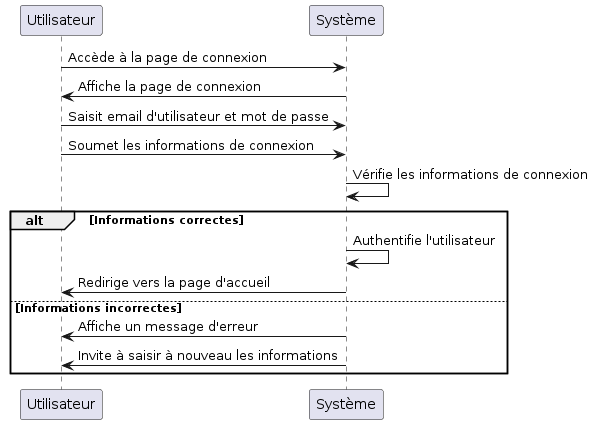 Utilisateur
Système
Accède à la page de connexion
Affiche la page de connexion
Saisit email d'utilisateur et mot de passe
Soumet les informations de connexion
Vérifie les informations de connexion
alt [Informations correctes]
Authentifie l'utilisateur
Redirige vers la page d'accueil
[Informations incorrectes]
Affiche un message d'erreur
Invite à saisir à nouveau les informations
Utilisateur
Système